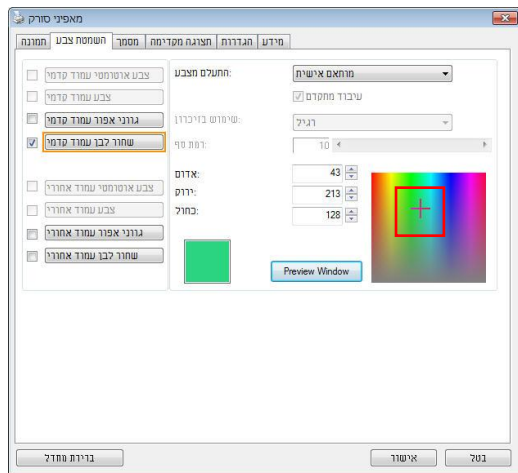 מאפיני סורק
תמונה
השמטת צבע
מסמך
תצוגה מקדימה
הגדרות
מידע
צבע אוטומטי עמוד קדמי
צבע עמוד קדמי
גווני אפור עמוד קדמי
שחור לבן עמוד קדמי
צבע אוטומטי עמוד אחורי
צבע עמוד אחורי
גווני אפור עמוד אחורי
שחור לבן עמוד אחורי
התעלם מצבע:
מותאם אישית
עיבוד מתקדם
שימוש בזיכרון:
רגיל
רמת סף:
10
אדום:
43
ירוק:
213
כחול:
128
Preview Window
ברירת מחדל
אישור
בטל